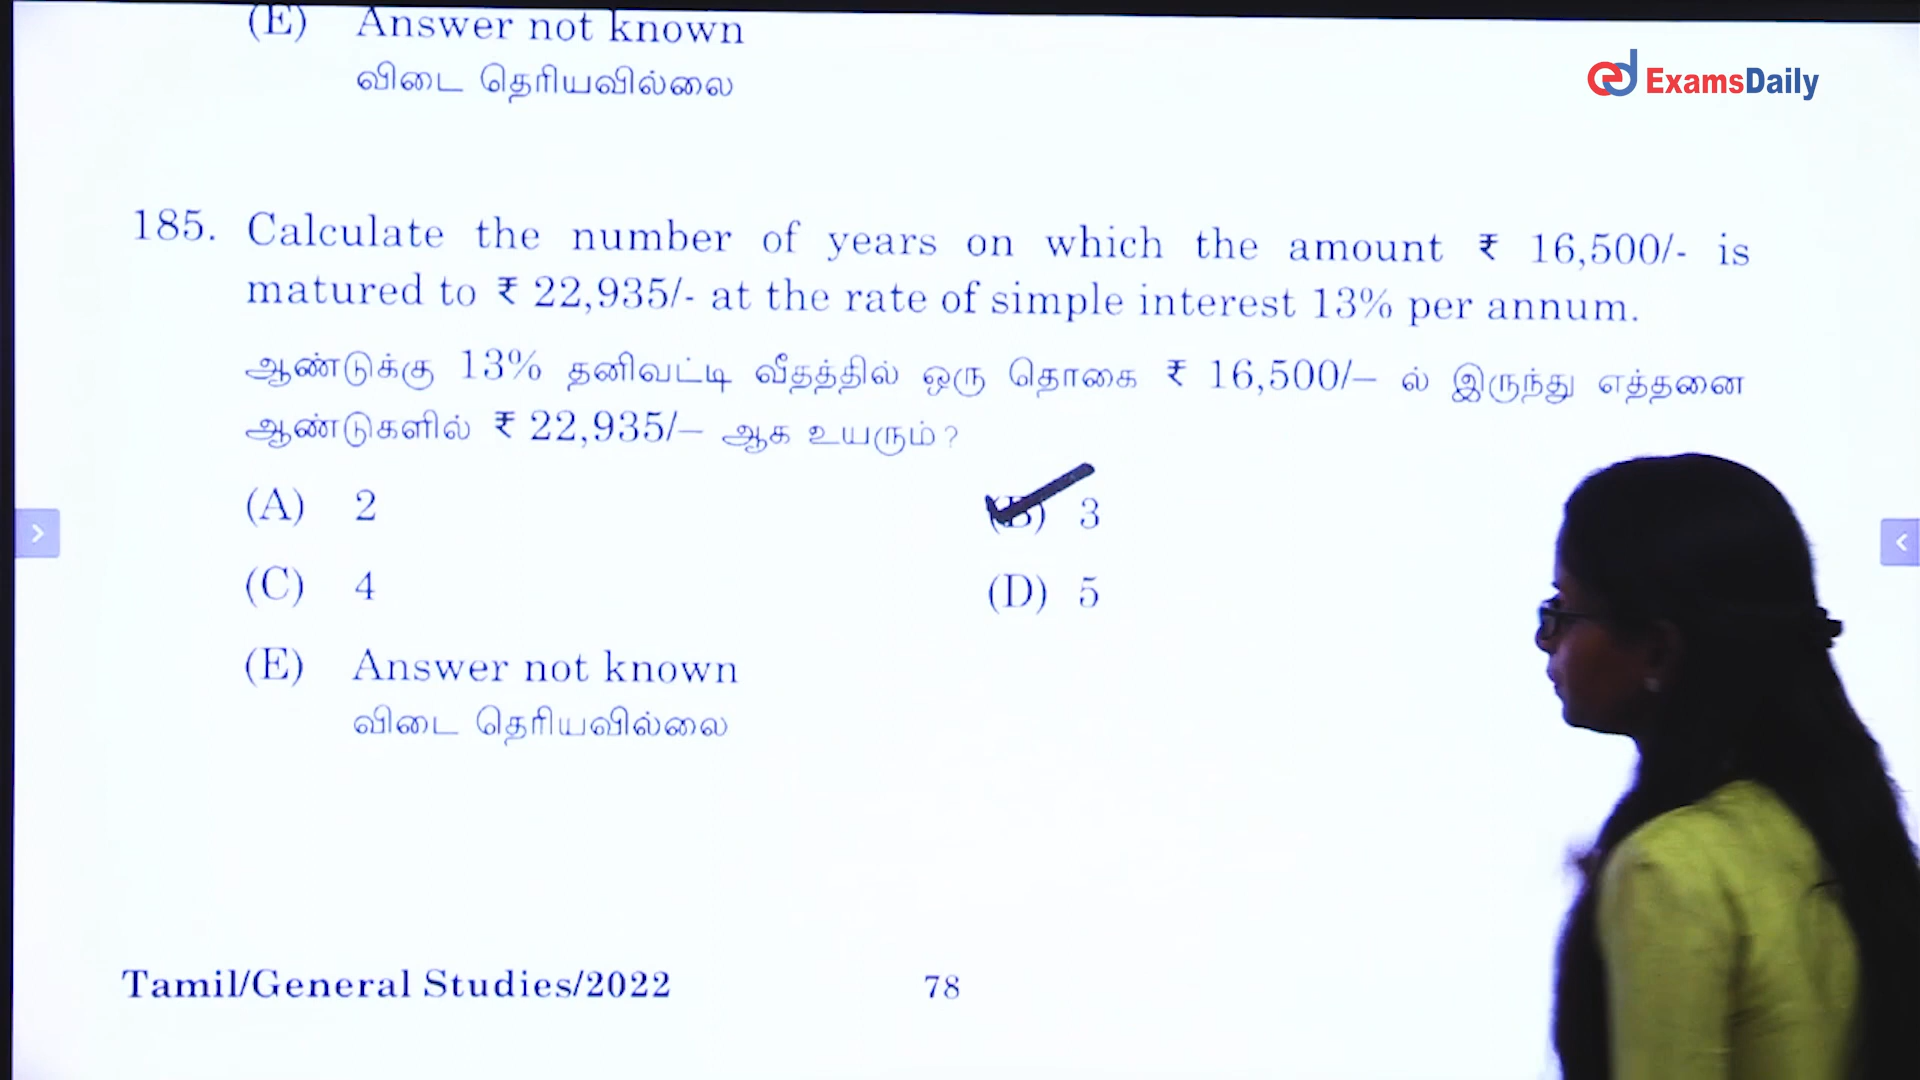 (E) Answer not known
விடை தெரியவில்லை
ExamsDaily
185. Calculate the number of years on which the amount ₹ 16,500/- is
matured to ₹ 22,935/- at the rate of simple interest 13% per annum.
ஆண்டுக்கு 13% தனிவட்டி வீதத்தில் ஒரு தொகை ₹ 16,500/– ல் இருந்து எத்தனை
ஆண்டுகளில் ₹ 22,935/– ஆக உயரும்?
(A) 2
(B) 3
(C) 4
(D) 5
(E) Answer not known
விடை தெரியவில்லை
Tamil/General Studies/2022
78